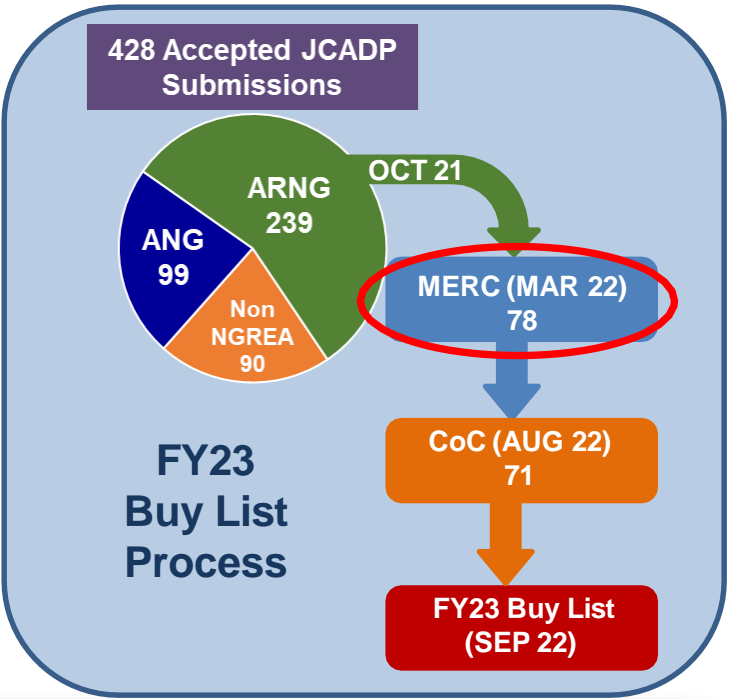 428 Accepted JCADP
Submissions
ARNG
239
OCT 21
ANG
99
Non
NGREA
90
MERC (MAR 22)
78
CoC (AUG 22)
71
FY23
Buy List
Process
FY23 Buy List
(SEP 22)